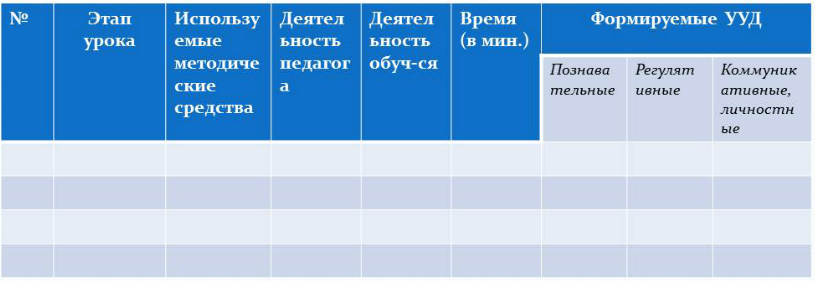 №
Этап
урока
Использу
емые
методиче
ские
средства
Деятел
ьность
педагог
а
Деятел
ьность
обуч-ся
Время
(в мин.)
Формируемые УУД
Познава
тельные
Регулят
ивные
Коммуник
ативные,
личностн
ые